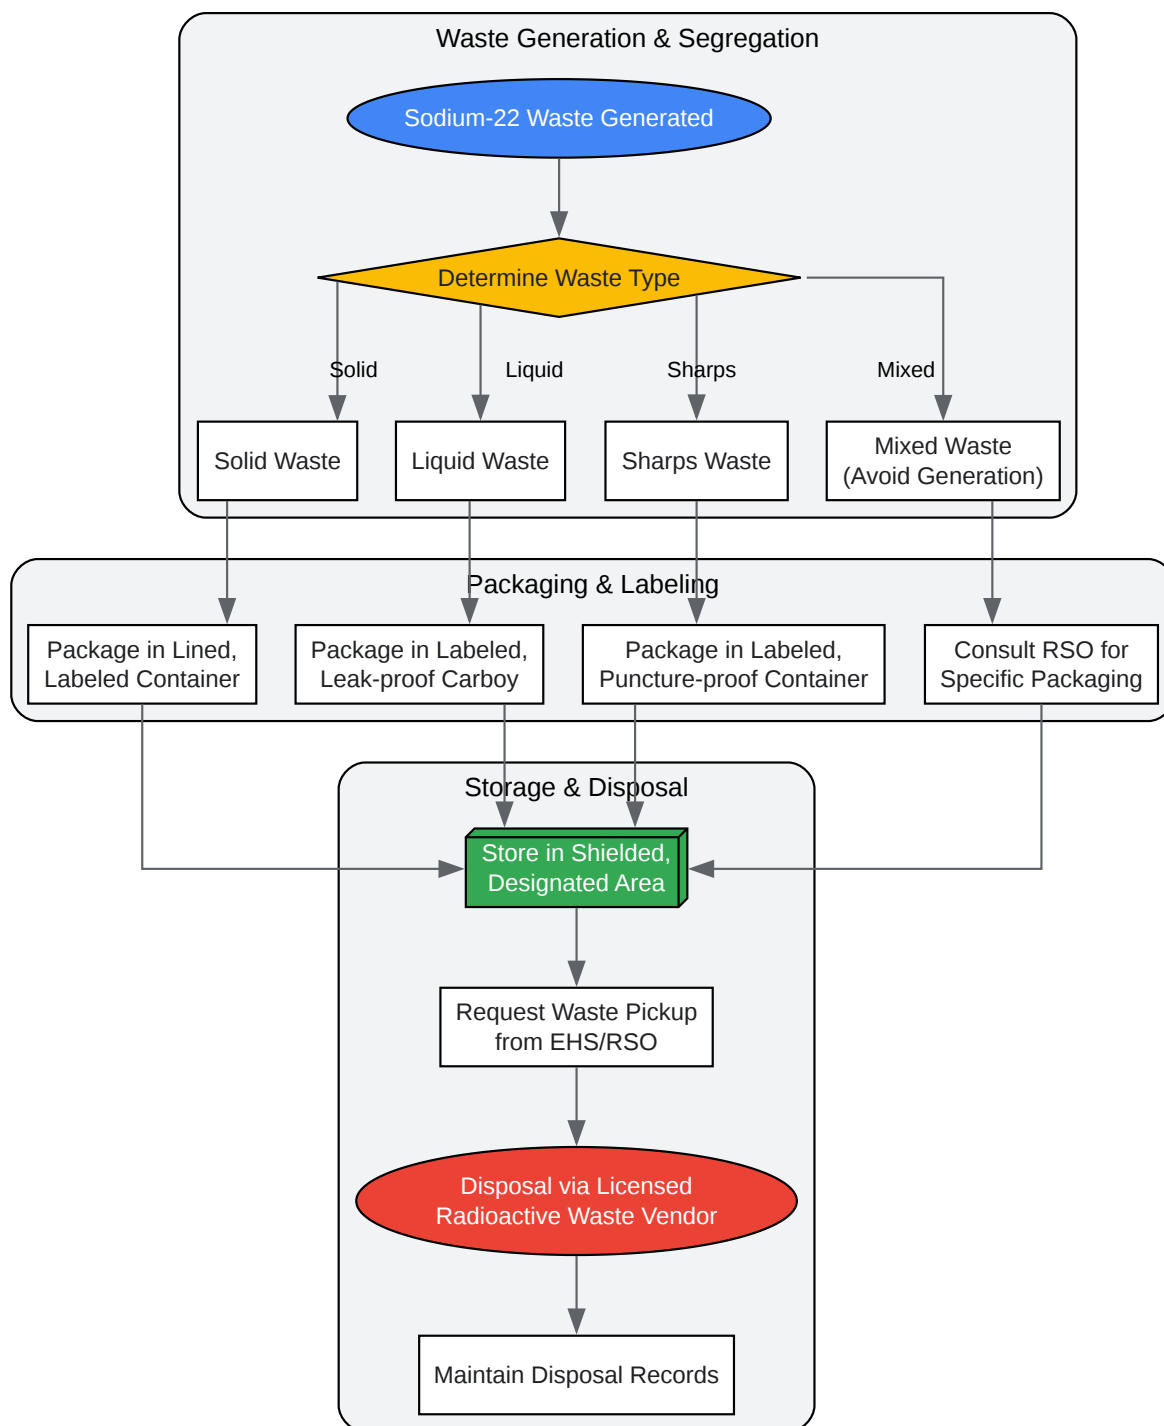 Waste Generation & Segregation
Sodium-22 Waste Generated
Determine Waste Type
Solid
Liquid
Sharps
Mixed
Solid Waste
Liquid Waste
Sharps Waste
Mixed Waste
(Avoid Generation)
Packaging & Labeling
Package in Lined,
Labeled Container
Package in Labeled,
Leak-proof Carboy
Package in Labeled,
Puncture-proof Container
Consult RSO for
Specific Packaging
Storage & Disposal
Store in Shielded,
Designated Area
Request Waste Pickup
from EHS/RSO
Disposal via Licensed
Radioactive Waste Vendor
Maintain Disposal Records